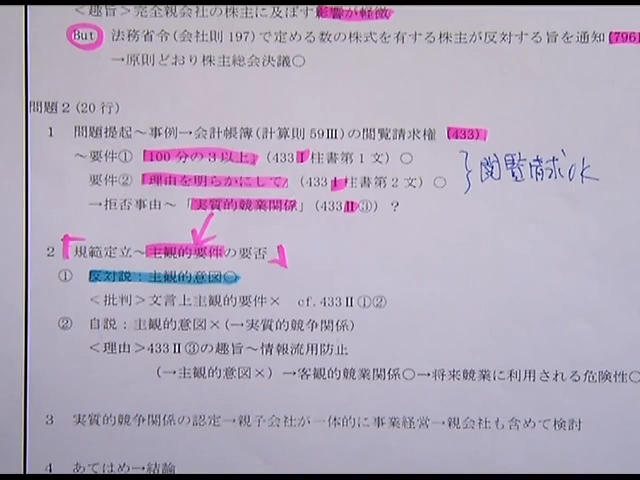 <趣旨>完全親会社の株主に及ぼす影響が軽微
But 法務省令(会社則197)で定める数の株式を有する株主が反対する旨を通知(796
→原則どおり株主総会決議○
問題2(20行)
1 問題提起~事例→会計帳簿(計算則59Ⅲ)の閲覧請求権(433)
~要件①「100分の3以上」(433Ⅰ柱書第1文)○
要件②「理由を明らかにして」(433Ⅰ柱書第2文)○
}閲覧請求OK
→拒否事由~「実質的競業関係」(433Ⅱ③)?
2「規範定立~主観的要件の要否」
① 反対説:主観的意図○
<批判>文言上主観的要件× cf.433Ⅱ①②
② 自説:主観的意図×(→実質的競争関係)
<理由>433Ⅱ③の趣旨~情報流用防止
(→主観的意図×)→客観的競業関係○→将来競業に利用される危険性○
3 実質的競争関係の認定→親子会社が一体的に事業経営→親会社も含めて検討
4 あてはめ→結論